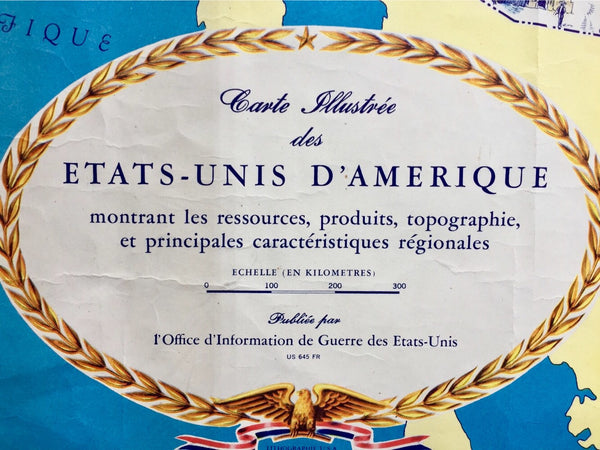 FIQUE
Carte Illustrée
des
ETATS-UNIS D'AMERIQUE
montrant les ressources, produits, topographie,
et principales caractéristiques régionales
ECHELLE (EN KILOMETRES)
0 100 200 300
Publiée par
l'Office d'Information de Guerre des Etats-Unis
US 645 FR
LITHOGRAPHIE U.S.A.